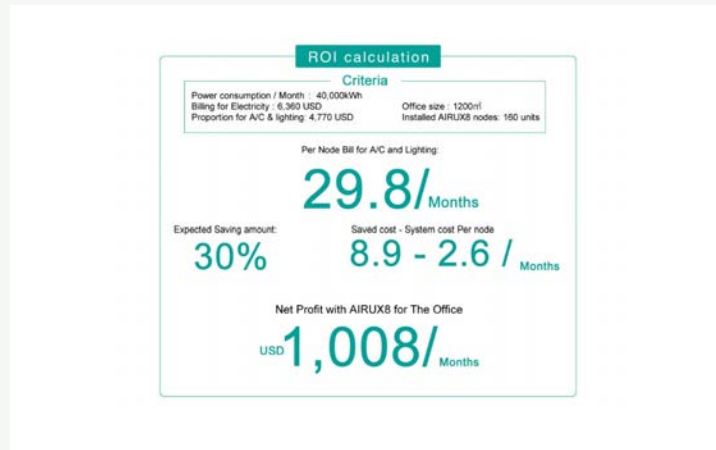 ROI calculation
Criteria
Power consumption / Month : 40,000kWh
Billing for Electricity : 6,360 USD
Proportion for A/C & lighting: 4,770 USD
Office size : 1200㎡
Installed AIRUX8 nodes: 160 units
Per Node Bill for A/C and Lighting:
29.8/Months
Expected Saving amount:
30%
Saved cost - System cost Per node
8.9 - 2.6 / Months
Net Profit with AIRUX8 for The Office
USD1,008/Months